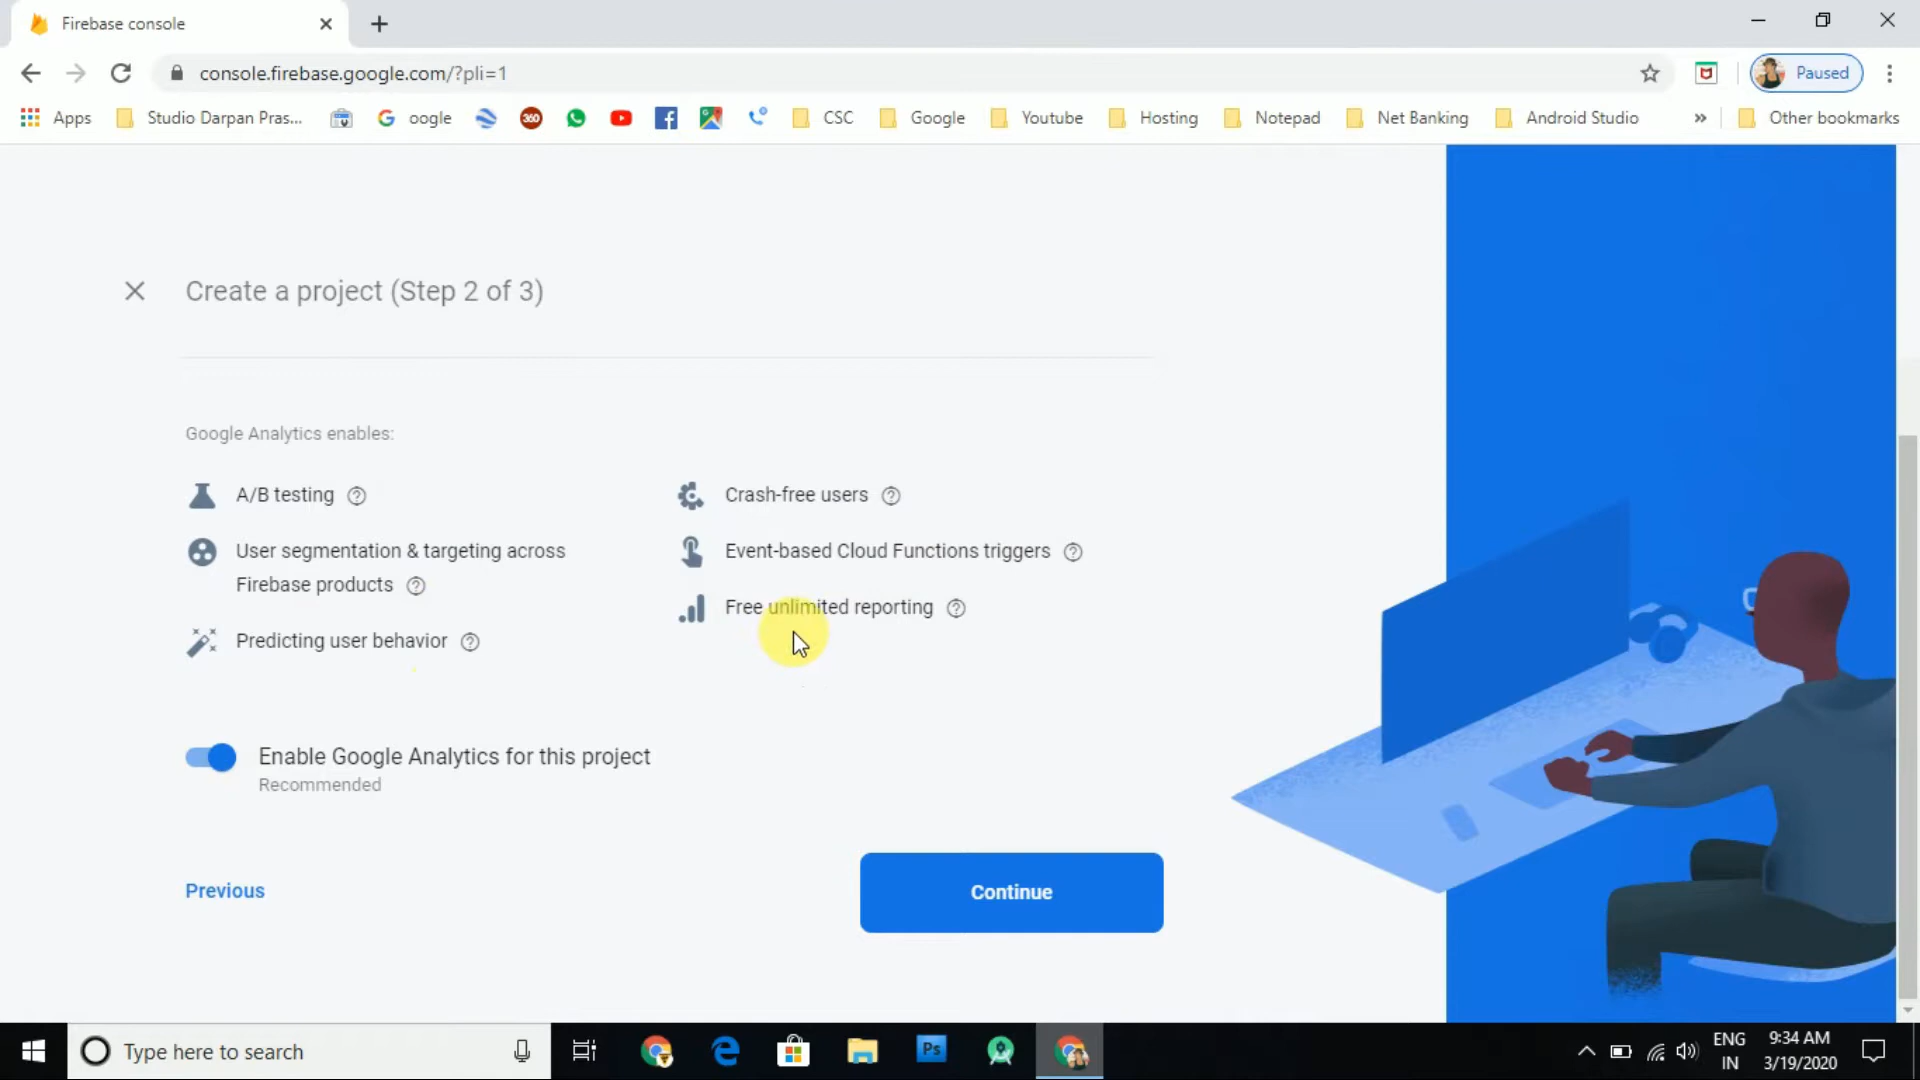 Firebase console
console.firebase.google.com/?pli=1
Paused
Apps
Studio Darpan Pras...
oogle
CSC
Google
Youtube
Hosting
Notepad
Net Banking
Android Studio
»
Other bookmarks
Create a project (Step 2 of 3)
Google Analytics enables:
A/B testing
Crash-free users
User segmentation & targeting across
Firebase products
Event-based Cloud Functions triggers
Free unlimited reporting
Predicting user behavior
Enable Google Analytics for this project
Recommended
Previous
Continue
Type here to search
Ps
ENG
IN
9:34 AM
3/19/2020